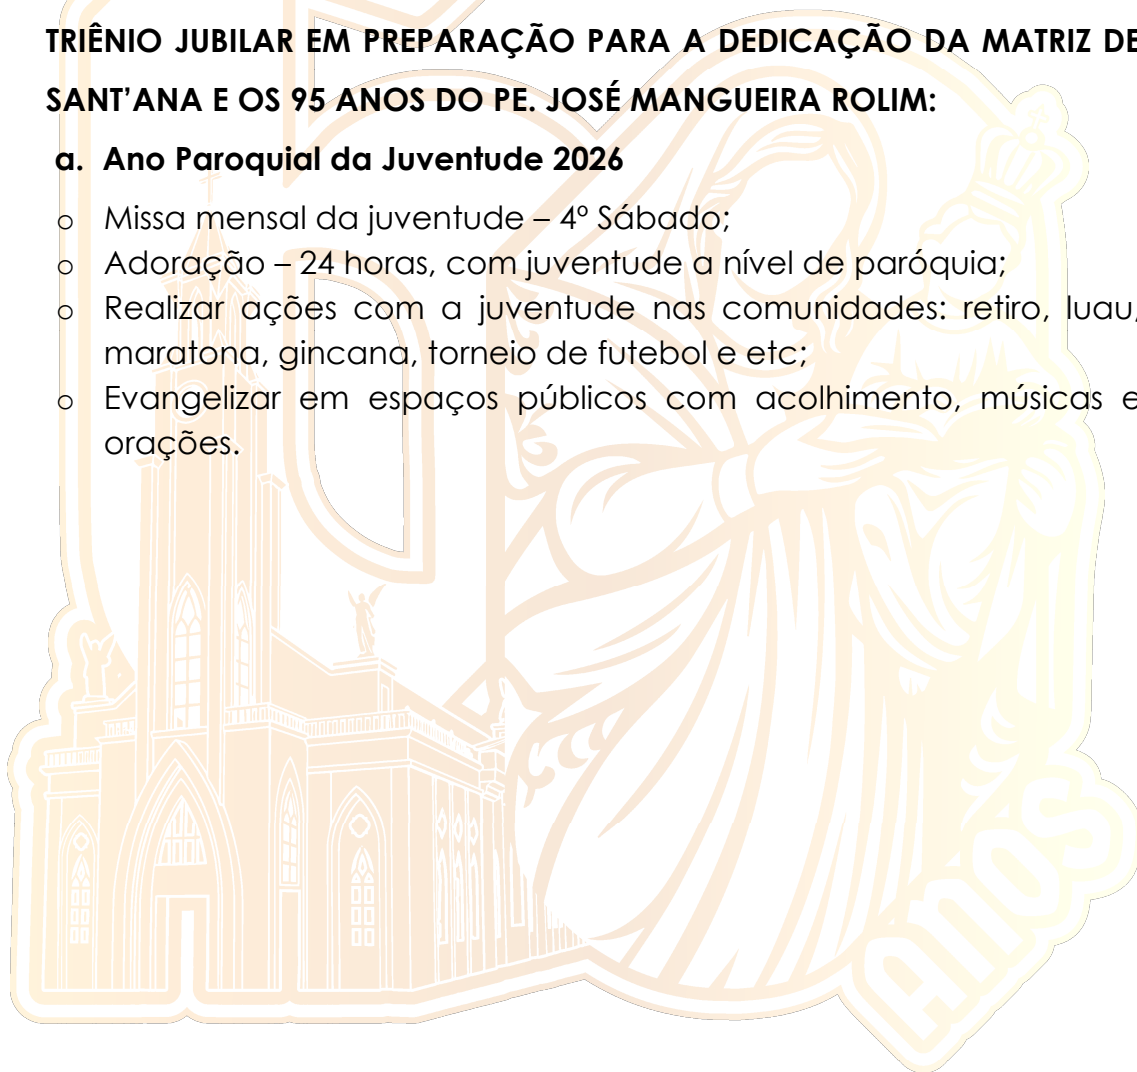 TRIÊNIO JUBILAR EM PREPARAÇÃO PARA A DEDICAÇÃO DA MATRIZ DE
SANT’ANA E OS 95 ANOS DO PE. JOSÉ MANGUEIRA ROLIM:
a. Ano Paroquial da Juventude 2026
o Missa mensal da juventude – 4º Sábado;
o Adoração – 24 horas, com juventude a nível de paróquia;
o Realizar ações com a juventude nas comunidades: retiro, luau,
maratona, gincana, torneio de futebol e etc;
o Evangelizar em espaços públicos com acolhimento, músicas e
orações.
ANOS